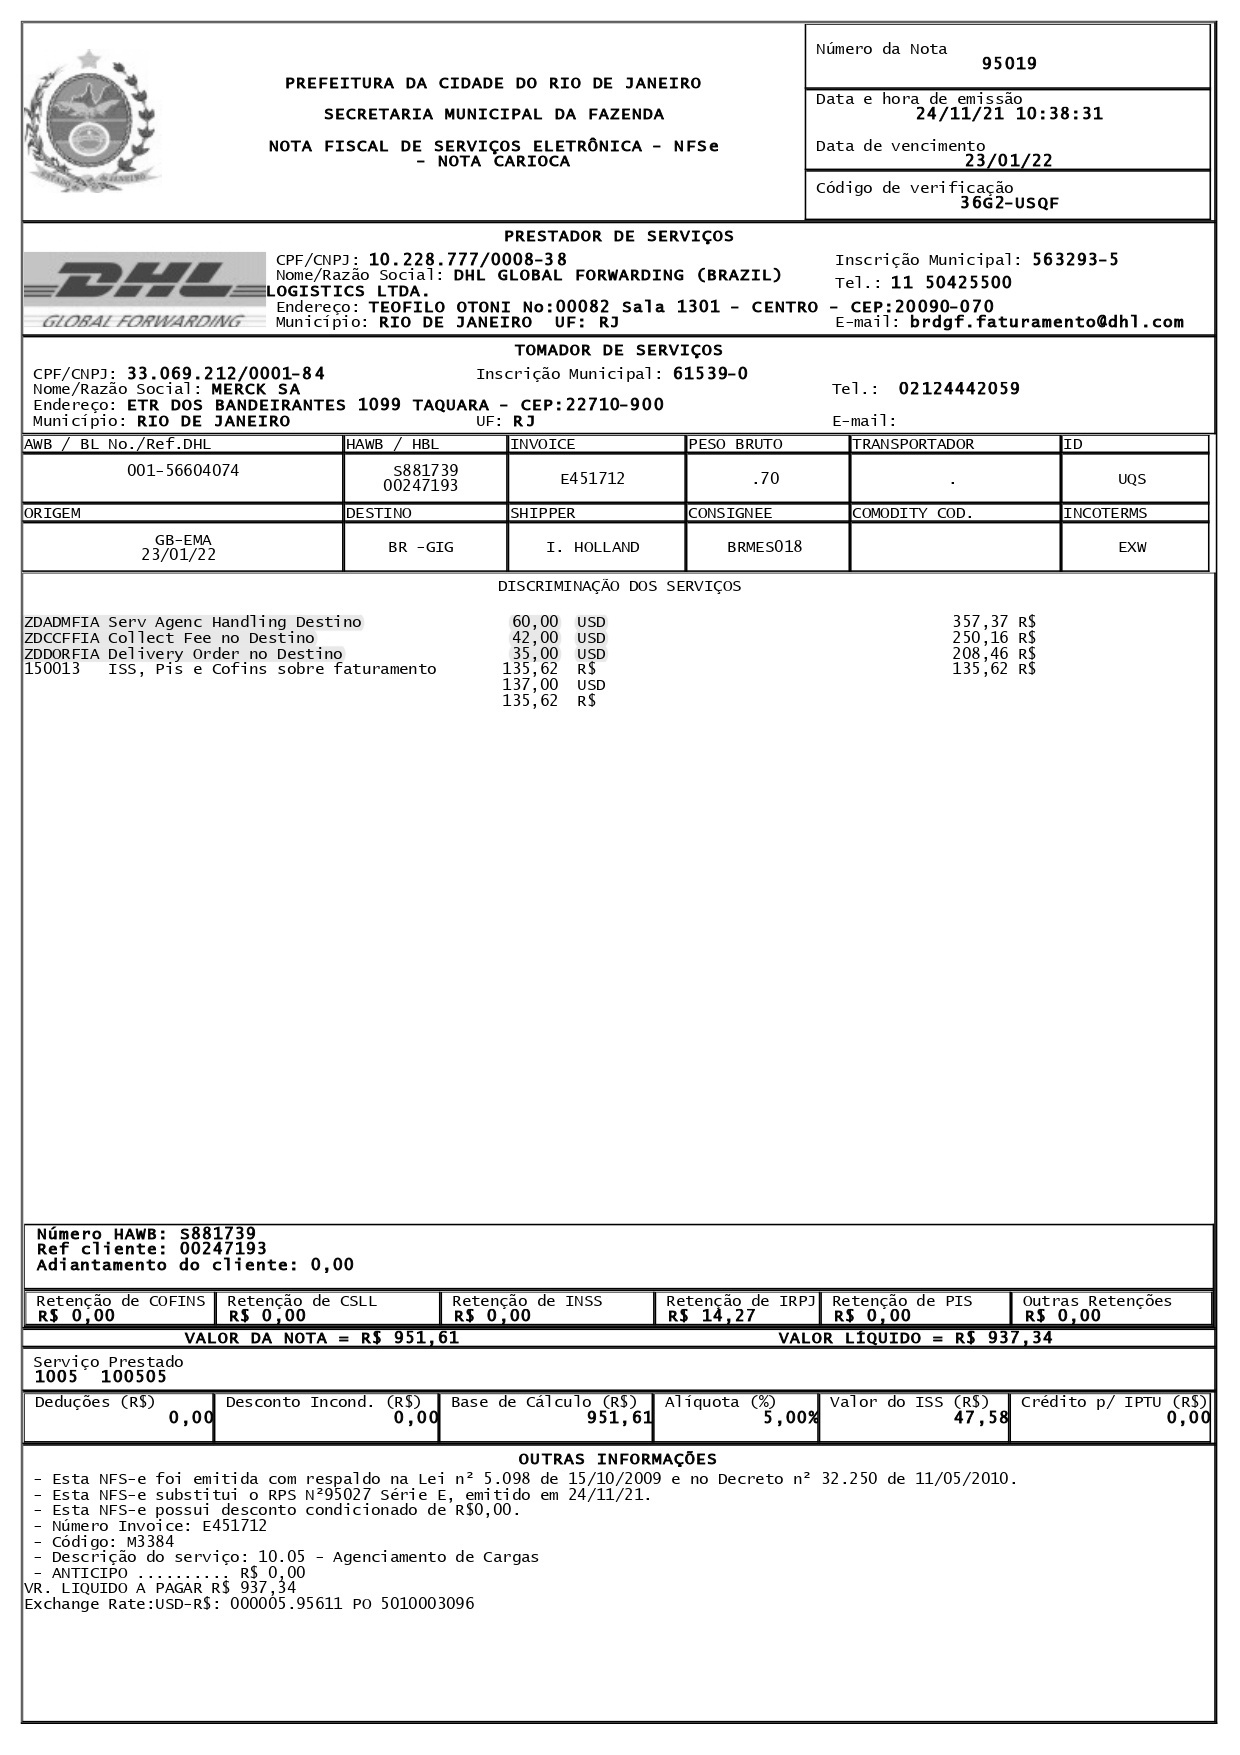 Número da Nota
95019
PREFEITURA DA CIDADE DO RIO DE JANEIRO
Data e hora de emissão
24/11/21 10:38:31
SECRETARIA MUNICIPAL DA FAZENDA
NOTA FISCAL DE SERVIÇOS ELETRÔNICA - NFSe
- NOTA CARIOCA
Data de vencimento
23/01/22
Código de verificação
36G2-USQF
PRESTADOR DE SERVIÇOS
DHL
GLOBAL FORWARDING
CPF/CNPJ: 10.228.777/0008-38 Inscrição Municipal: 563293-5
Nome/Razão Social: DHL GLOBAL FORWARDING (BRAZIL)
LOGISTICS LTDA.
Tel.: 11 50425500
Endereço: TEOFILO OTONI No:00082 Sala 1301 - CENTRO - CEP:20090-070
Município: RIO DE JANEIRO UF: RJ E-mail: brdgf.faturamento@dhl.com
TOMADOR DE SERVIÇOS
CPF/CNPJ: 33.069.212/0001-84 Inscrição Municipal: 61539-0
Nome/Razão Social: MERCK SA Tel.: 02124442059
Endereço: ETR DOS BANDEIRANTES 1099 TAQUARA - CEP:22710-900
Município: RIO DE JANEIRO UF: RJ E-mail:
AWB / BL No./Ref.DHL HAWB / HBL INVOICE PESO BRUTO TRANSPORTADOR ID
001-56604074 S881739 00247193 E451712 .70 . UQS
ORIGEM DESTINO SHIPPER CONSIGNEE COMODITY COD. INCOTERMS
GB-EMA 23/01/22 BR -GIG I. HOLLAND BRMES018 EXW
DISCRIMINAÇÃO DOS SERVIÇOS
ZDADMFIA Serv Agenc Handling Destino 60,00 USD 357,37 R$
ZDCCFFIA Collect Fee no Destino 42,00 USD 250,16 R$
ZDDORFIA Delivery Order no Destino 35,00 USD 208,46 R$
150013 ISS, Pis e Cofins sobre faturamento 135,62 R$ 135,62 R$
137,00 USD
135,62 R$
Número HAWB: S881739
Ref cliente: 00247193
Adiantamento do cliente: 0,00
Retenção de COFINS Retenção de CSLL Retenção de INSS Retenção de IRPJ Retenção de PIS Outras Retenções
R$ 0,00 R$ 0,00 R$ 0,00 R$ 14,27 R$ 0,00 R$ 0,00
VALOR DA NOTA = R$ 951,61 VALOR LÍQUIDO = R$ 937,34
Serviço Prestado
1005 100505
Deduções (R$) Desconto Incond. (R$) Base de Cálculo (R$) Alíquota (%) Valor do ISS (R$) Crédito p/ IPTU (R$)
0,00 0,00 951,61 5,00% 47,58 0,00
OUTRAS INFORMAÇÕES
- Esta NFS-e foi emitida com respaldo na Lei n² 5.098 de 15/10/2009 e no Decreto n² 32.250 de 11/05/2010.
- Esta NFS-e substitui o RPS N²95027 Série E, emitido em 24/11/21.
- Esta NFS-e possui desconto condicionado de R$0,00.
- Número Invoice: E451712
- Código: M3384
- Descrição do serviço: 10.05 - Agenciamento de Cargas
- ANTICIPO .......... R$ 0,00
VR. LIQUIDO A PAGAR R$ 937,34
Exchange Rate:USD-R$: 000005.95611 PO 5010003096